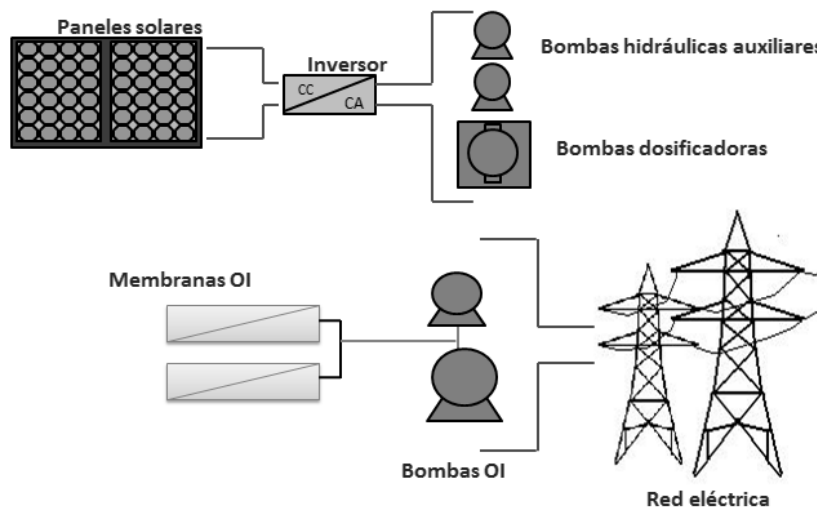 Paneles solares
Inversor
CC
CA
Bombas hidráulicas auxiliares
Bombas dosificadoras
Membranas OI
Bombas OI
Red eléctrica